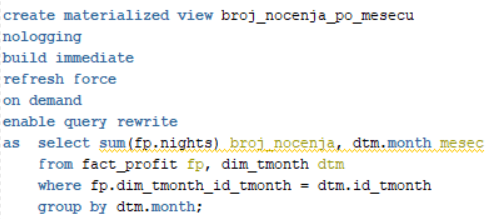 create materialized view broj_nocenja_po_mesecu
nologging
build immediate
refresh force
on demand
enable query rewrite
as  select sum(fp.nights) broj_nocenja, dtm.month mesec
    from fact_profit fp, dim_tmonth dtm
    where fp.dim_tmonth_id_tmonth = dtm.id_tmonth
    group by dtm.month;